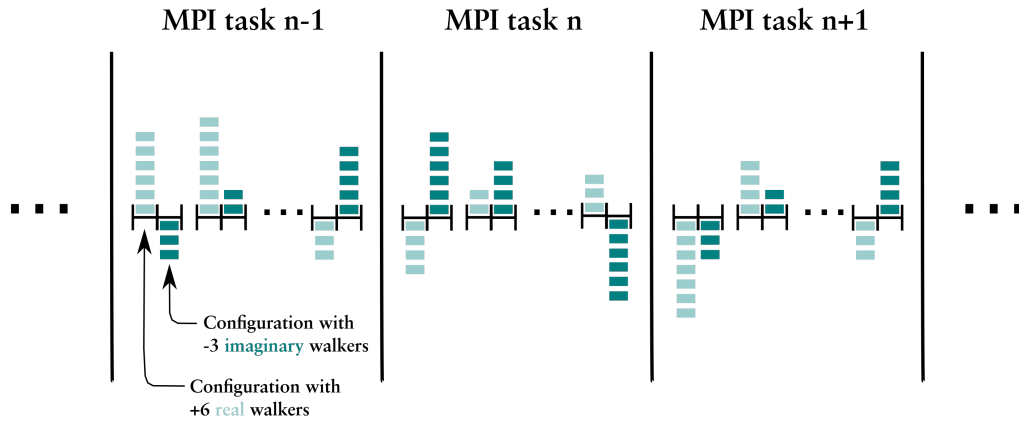 MPI task n-1
MPI task n
MPI task n+1
Configuration with
-3 imaginary walkers
Configuration with
+6 real walkers